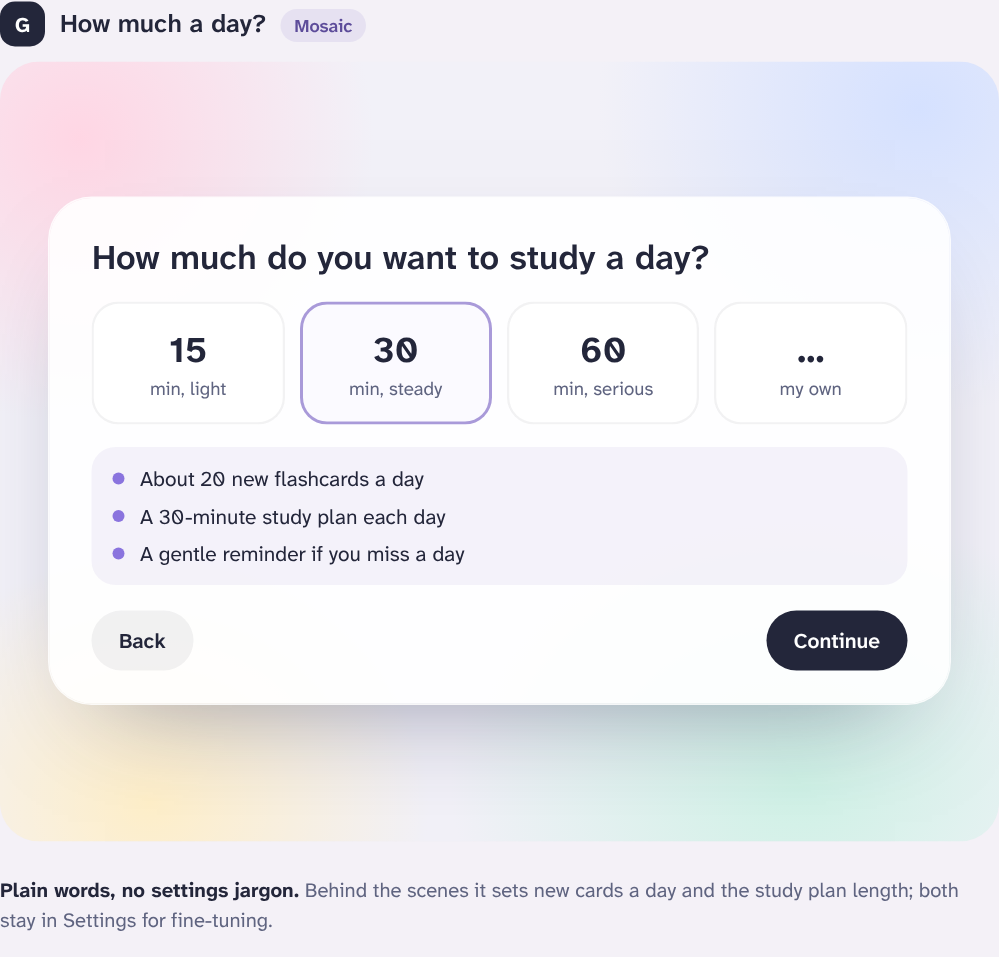 G How much a day? Mosaic
How much do you want to study a day?
15 30 60 ...
min, light min, steady min, serious my own
About 20 new flashcards a day
A 30-minute study plan each day
A gentle reminder if you miss a day
Back Continue
Plain words, no settings jargon. Behind the scenes it sets new cards a day and the study plan length; both
stay in Settings for fine-tuning.